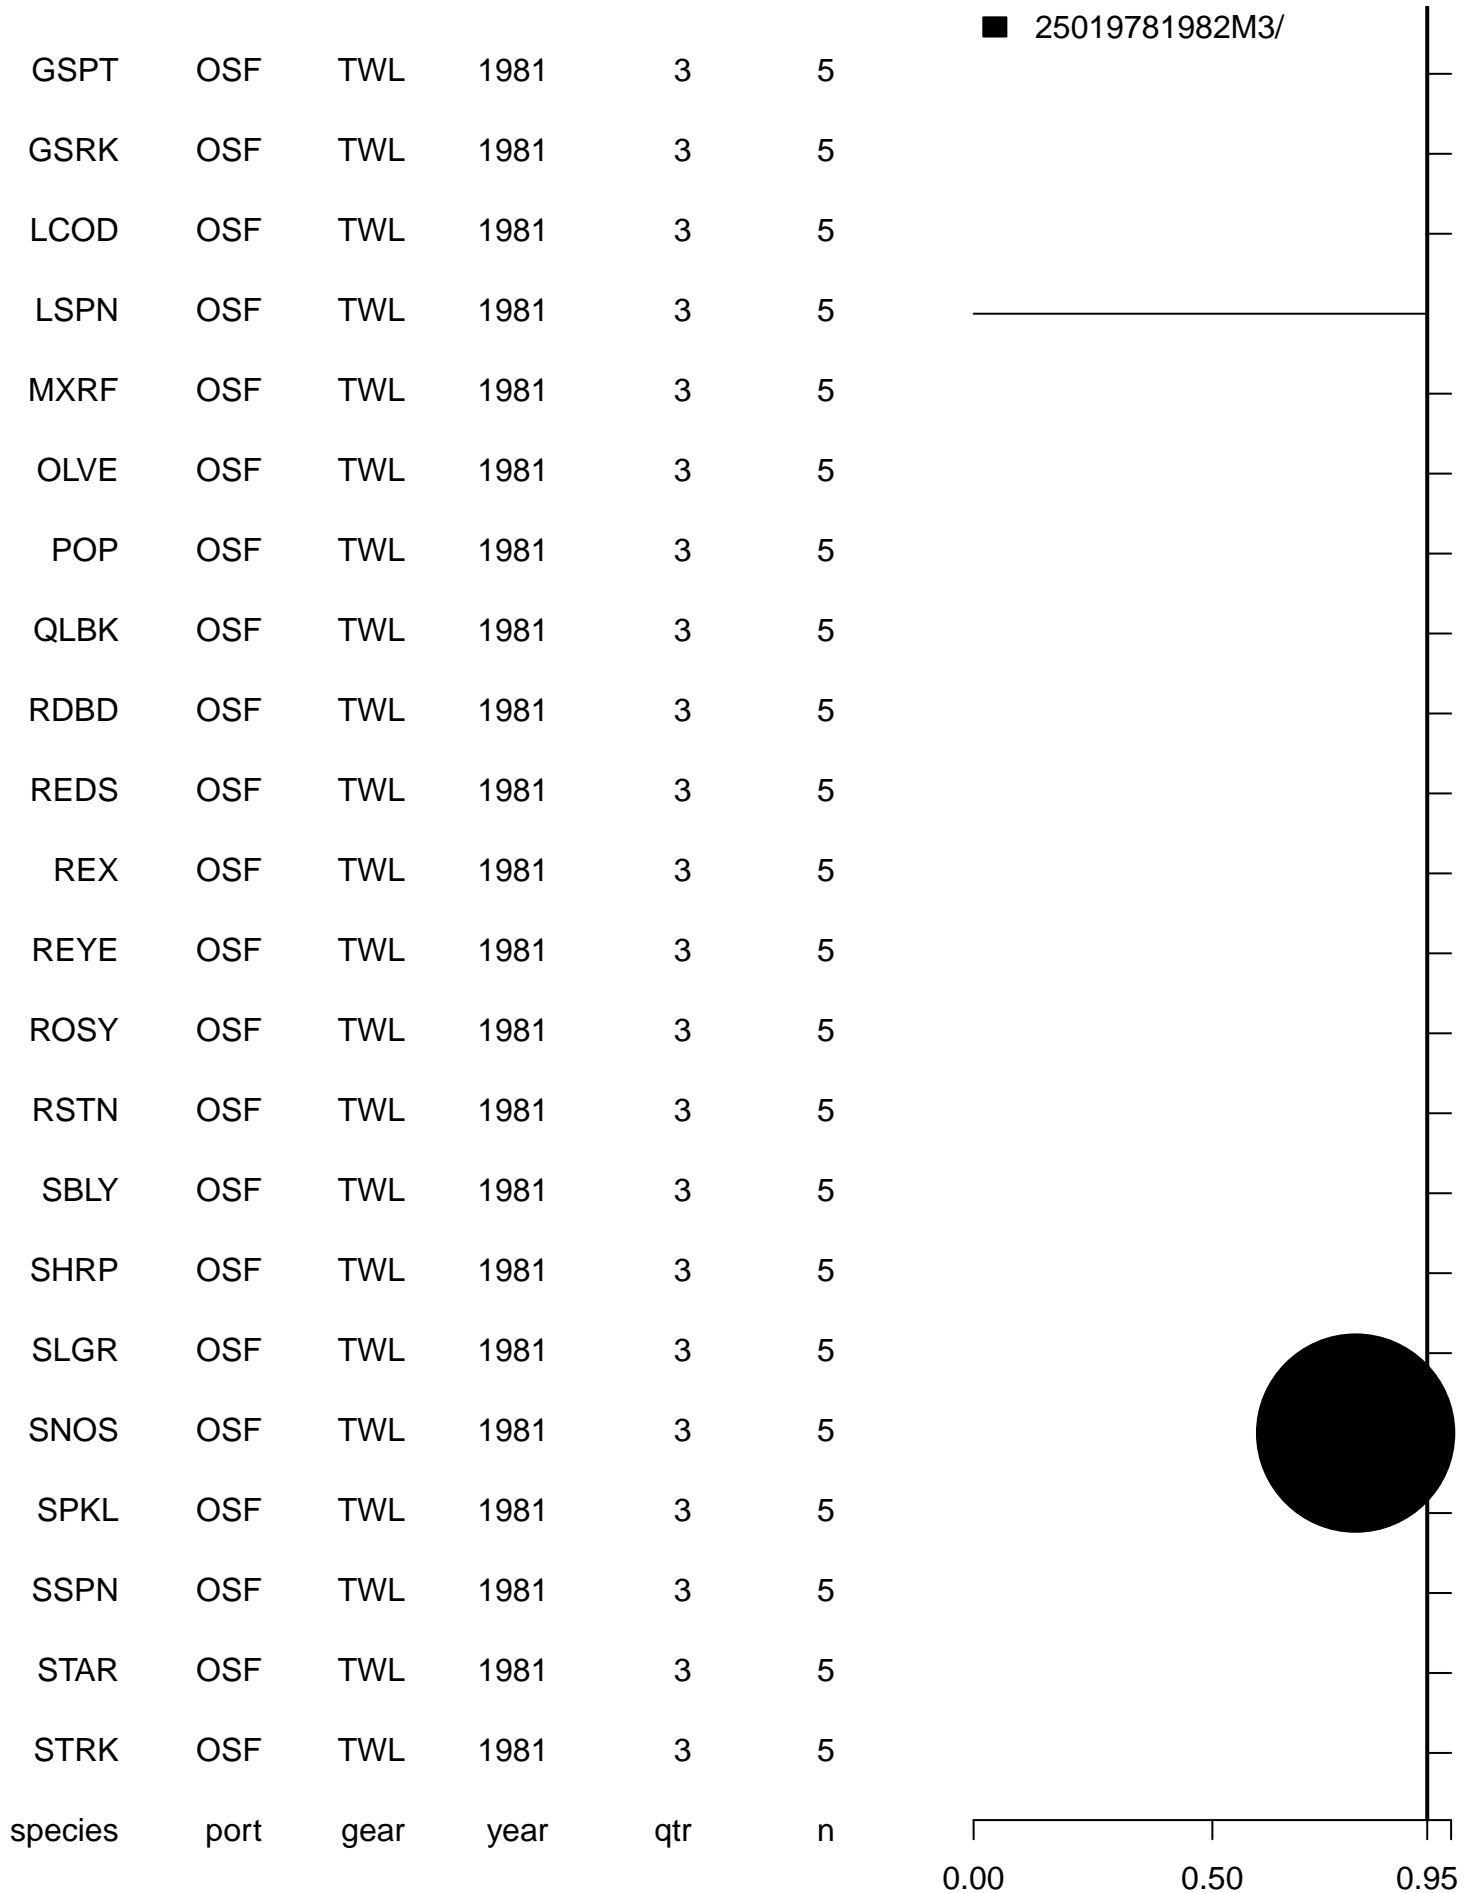 25019781982M3/
GSPT OSF TWL 1981 3 5
GSRK OSF TWL 1981 3 5
LCOD OSF TWL 1981 3 5
LSPN OSF TWL 1981 3 5
MXRF OSF TWL 1981 3 5
OLVE OSF TWL 1981 3 5
POP OSF TWL 1981 3 5
QLBK OSF TWL 1981 3 5
RDBD OSF TWL 1981 3 5
REDS OSF TWL 1981 3 5
REX OSF TWL 1981 3 5
REYE OSF TWL 1981 3 5
ROSY OSF TWL 1981 3 5
RSTN OSF TWL 1981 3 5
SBLY OSF TWL 1981 3 5
SHRP OSF TWL 1981 3 5
SLGR OSF TWL 1981 3 5
SNOS OSF TWL 1981 3 5
SPKL OSF TWL 1981 3 5
SSPN OSF TWL 1981 3 5
STAR OSF TWL 1981 3 5
STRK OSF TWL 1981 3 5
species port gear year qtr n
0.00 0.50 0.95